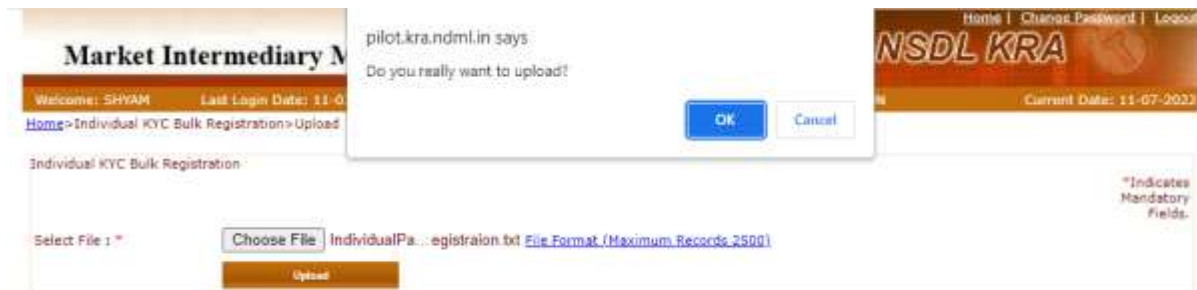 Home | Change Password | Logout
Market Intermediary M
NSDL KRA
pilot.kra.ndml.in says
Do you really want to upload?
OK Cancel
Welcome: SHYAM Last Login Date: 11-0 N Current Date: 11-07-2022
Home>Individual KYC Bulk Registration>Upload
Individual KYC Bulk Registration
*Indicates
Mandatory
Fields.
Select File : * Choose File IndividualPa...egistraion.txt File Format (Maximum Records 2500)
Upload